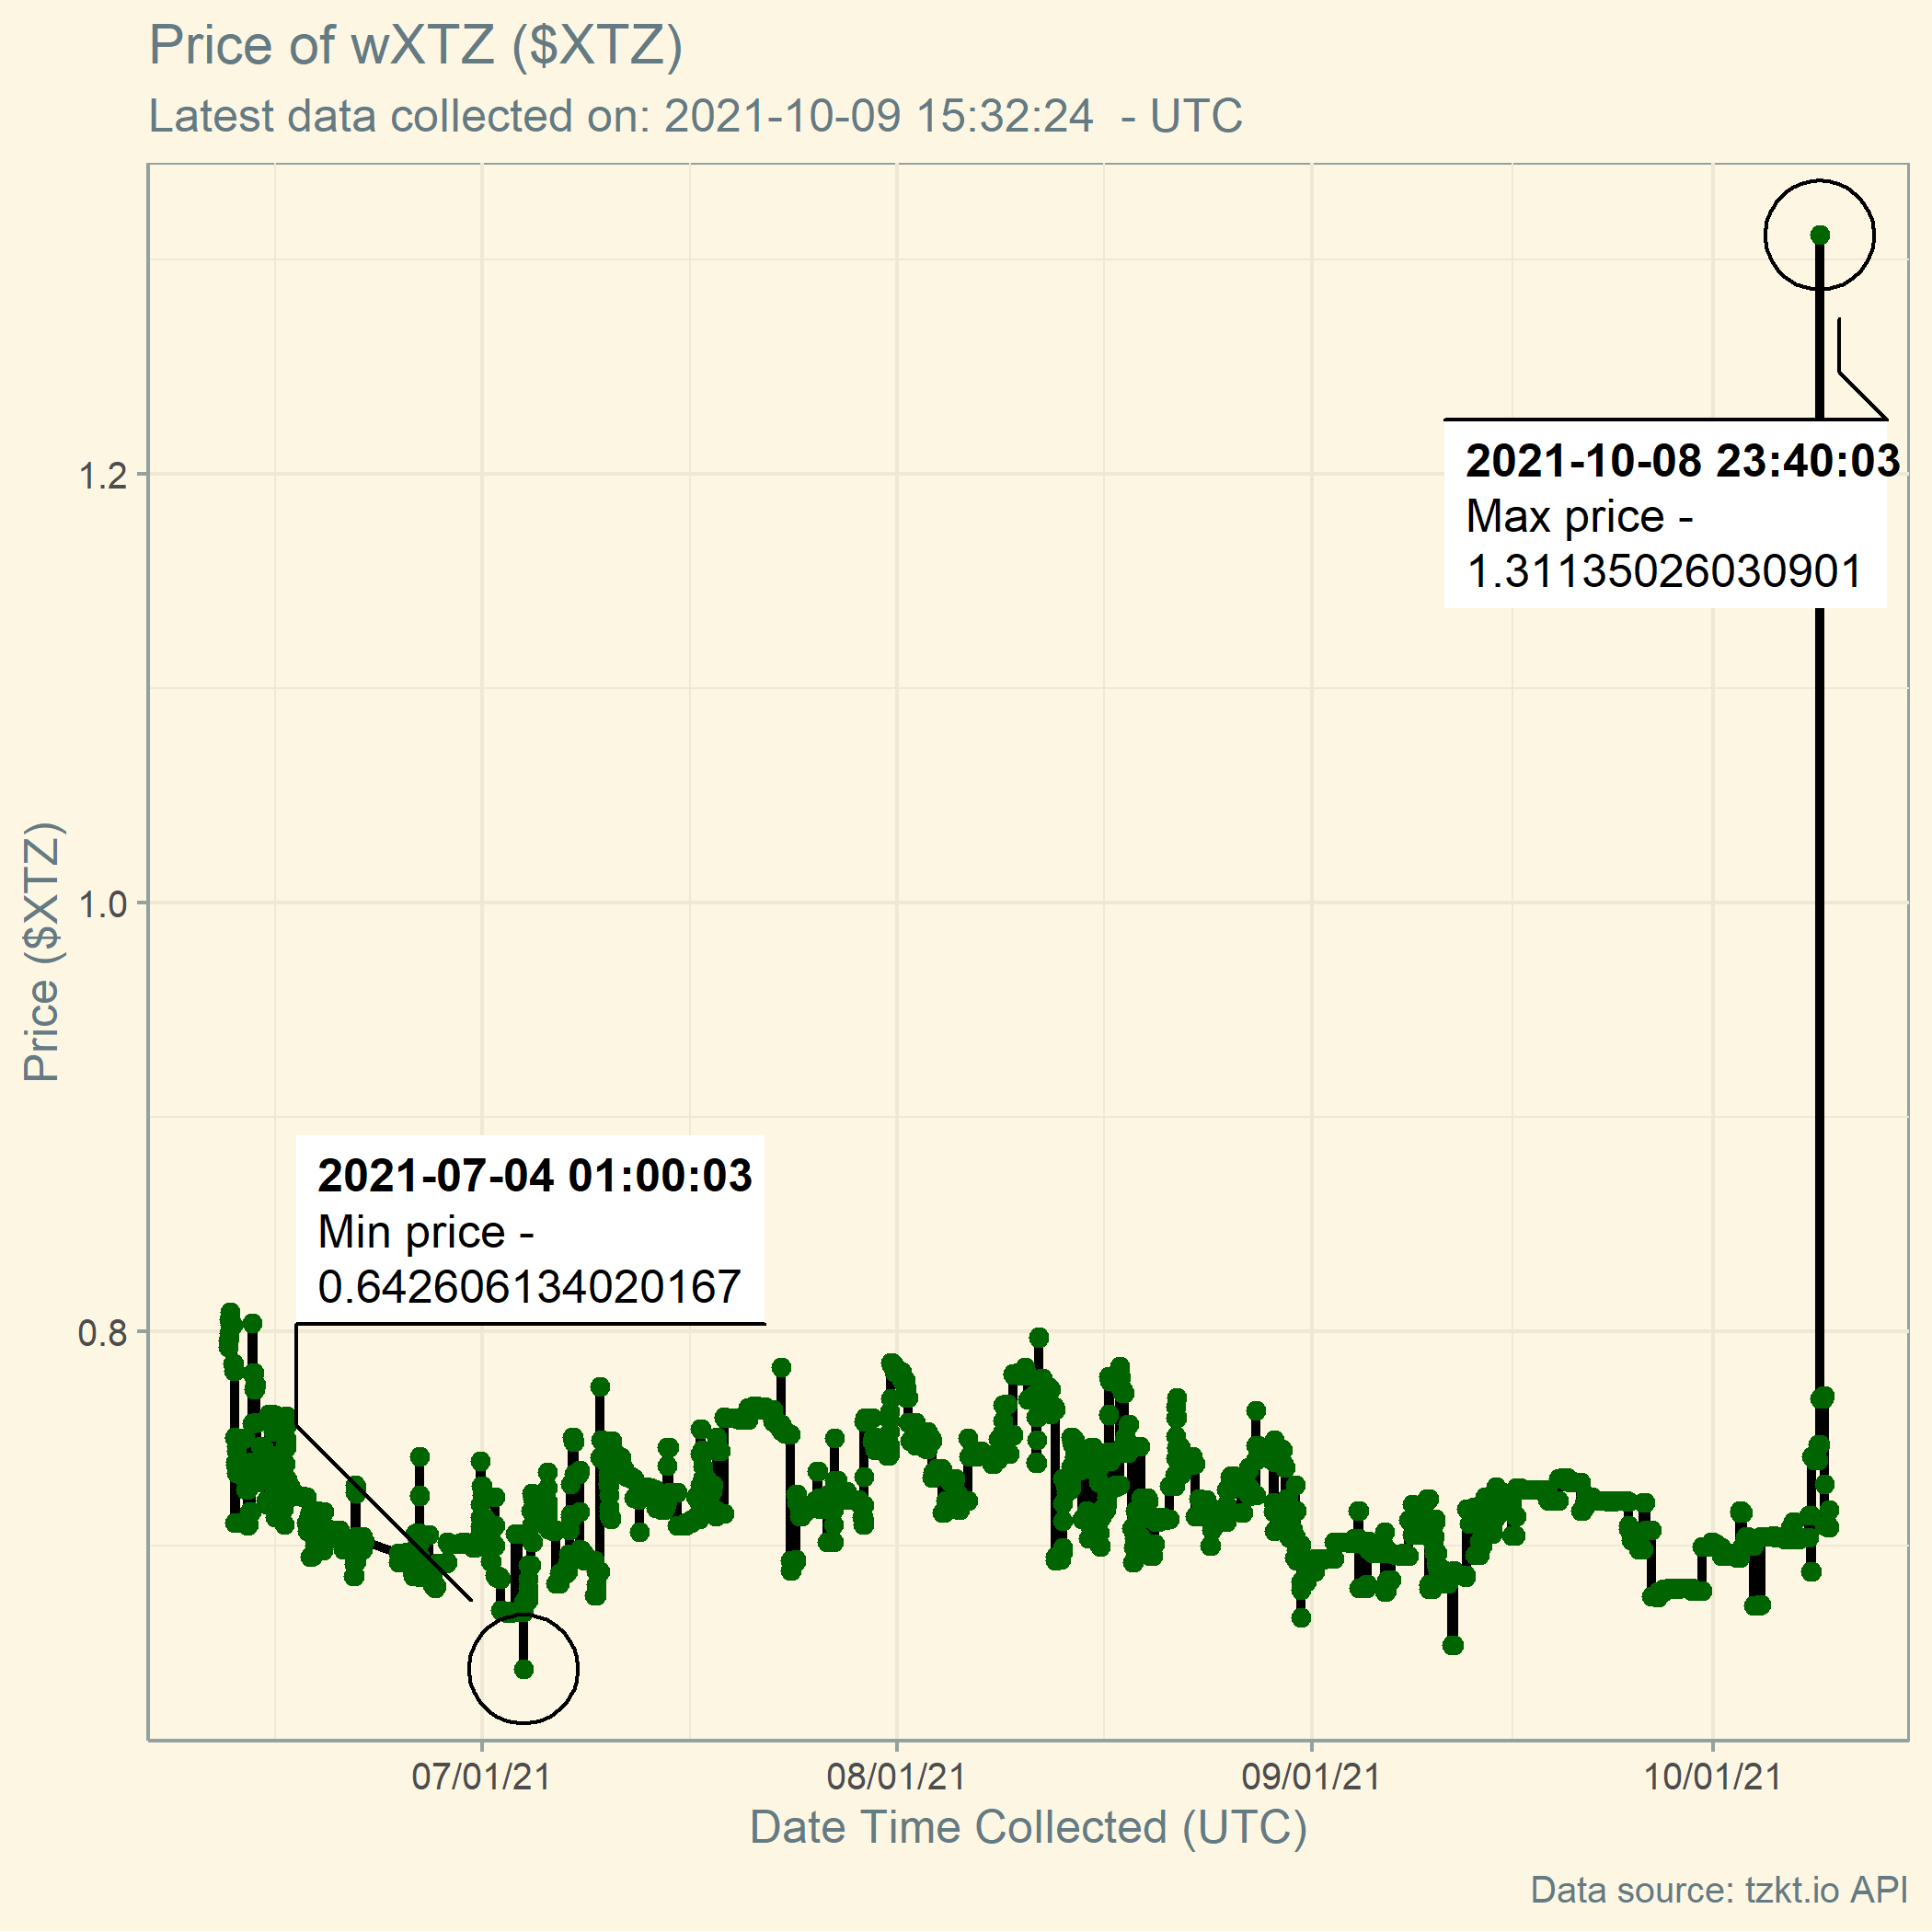 Price of wXTZ ($XTZ)
Latest data collected on: 2021-10-09 15:32:24  - UTC
Price ($XTZ)
1.2
1.0
0.8
2021-10-08 23:40:03
Max price -
1.31135026030901
2021-07-04 01:00:03
Min price -
0.642606134020167
07/01/21
08/01/21
09/01/21
10/01/21
Date Time Collected (UTC)
Data source: tzkt.io API